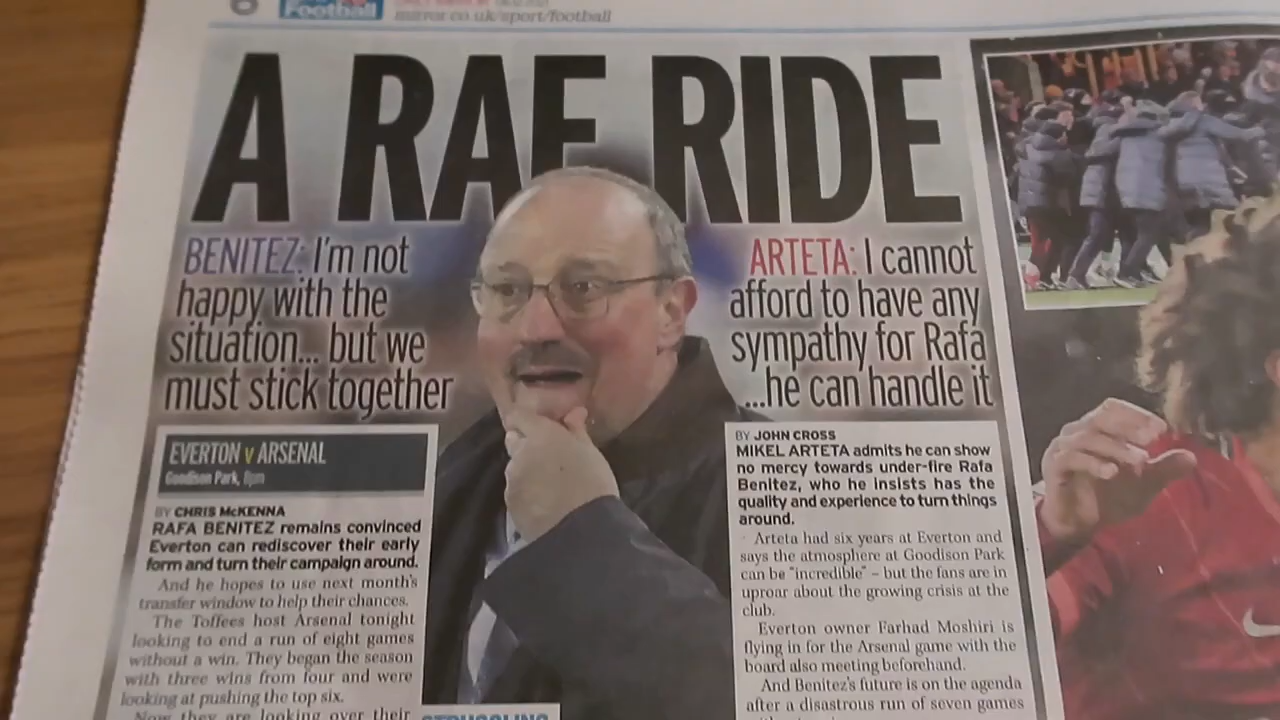 6
Football
mirror.co.uk/sport/football
A RAF RIDE
BENITEZ: I'm not
happy with the
situation... but we
must stick together
ARTETA: I cannot
afford to have any
sympathy for Rafa
...he can handle it
EVERTON v ARSENAL
Goodison Park, 8pm
BY CHRIS McKENNA
RAFA BENITEZ remains convinced
Everton can rediscover their early
form and turn their campaign around.
And he hopes to use next month's
transfer window to help their chances.
The Toffees host Arsenal tonight
looking to end a run of eight games
without a win. They began the season
with three wins from four and were
looking at pushing the top six.
Now they are looking over their
STRUGGLING
BY JOHN CROSS
MIKEL ARTETA admits he can show
no mercy towards under-fire Rafa
Benitez, who he insists has the
quality and experience to turn things
around.
Arteta had six years at Everton and
says the atmosphere at Goodison Park
can be "incredible" – but the fans are in
uproar about the growing crisis at the
club.
Everton owner Farhad Moshiri is
flying in for the Arsenal game with the
board also meeting beforehand.
And Benitez's future is on the agenda
after a disastrous run of seven games